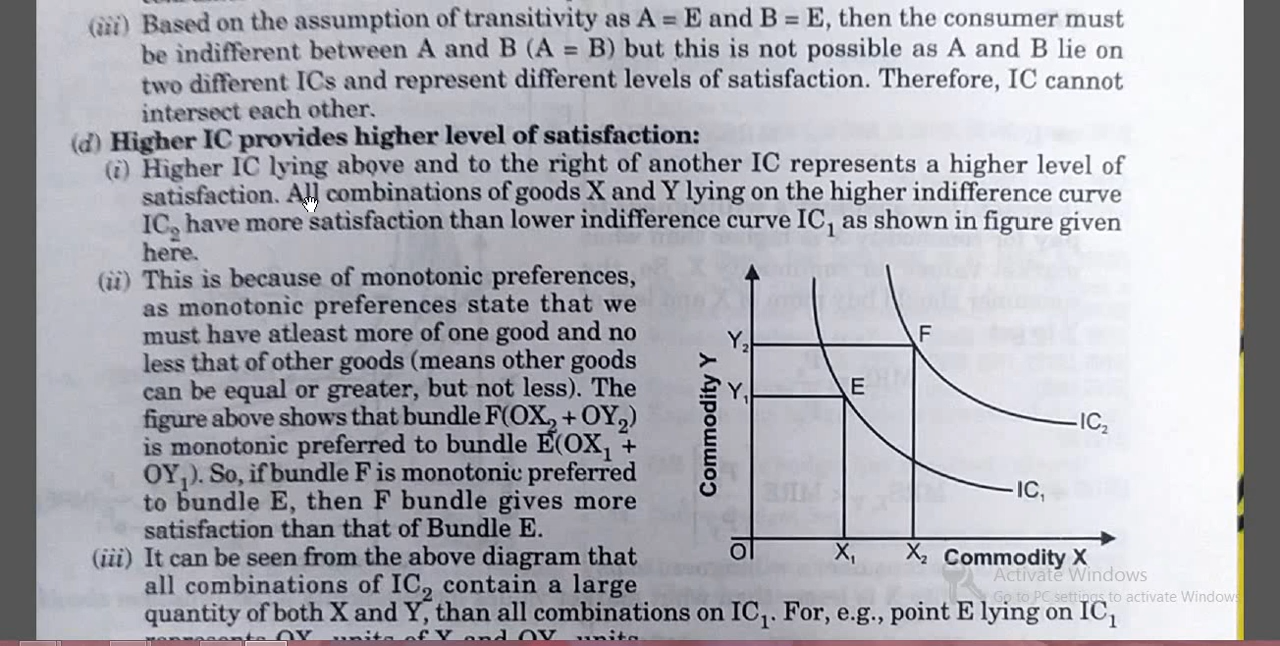 (iii) Based on the assumption of transitivity as A = E and B = E, then the consumer must
be indifferent between A and B (A = B) but this is not possible as A and B lie on
two different ICs and represent different levels of satisfaction. Therefore, IC cannot
intersect each other.
(d) Higher IC provides higher level of satisfaction:
(i) Higher IC lying above and to the right of another IC represents a higher level of
satisfaction. All combinations of goods X and Y lying on the higher indifference curve
IC₂ have more satisfaction than lower indifference curve IC₁ as shown in figure given
here.
(ii) This is because of monotonic preferences,
as monotonic preferences state that we
must have atleast more of one good and no
less that of other goods (means other goods
can be equal or greater, but not less). The
figure above shows that bundle F(OX₂ + OY₂)
is monotonic preferred to bundle E(OX₁ +
OY₁). So, if bundle F is monotonic preferred
to bundle E, then F bundle gives more
satisfaction than that of Bundle E.
(iii) It can be seen from the above diagram that
all combinations of IC₂ contain a large
quantity of both X and Y, than all combinations on IC₁. For, e.g., point E lying on IC₁
Commodity Y
Y₂
F
Y₁
E
IC₂
IC₁
O
X₁
X₂
Commodity X
Activate Windows
Go to PC settings to activate Windows